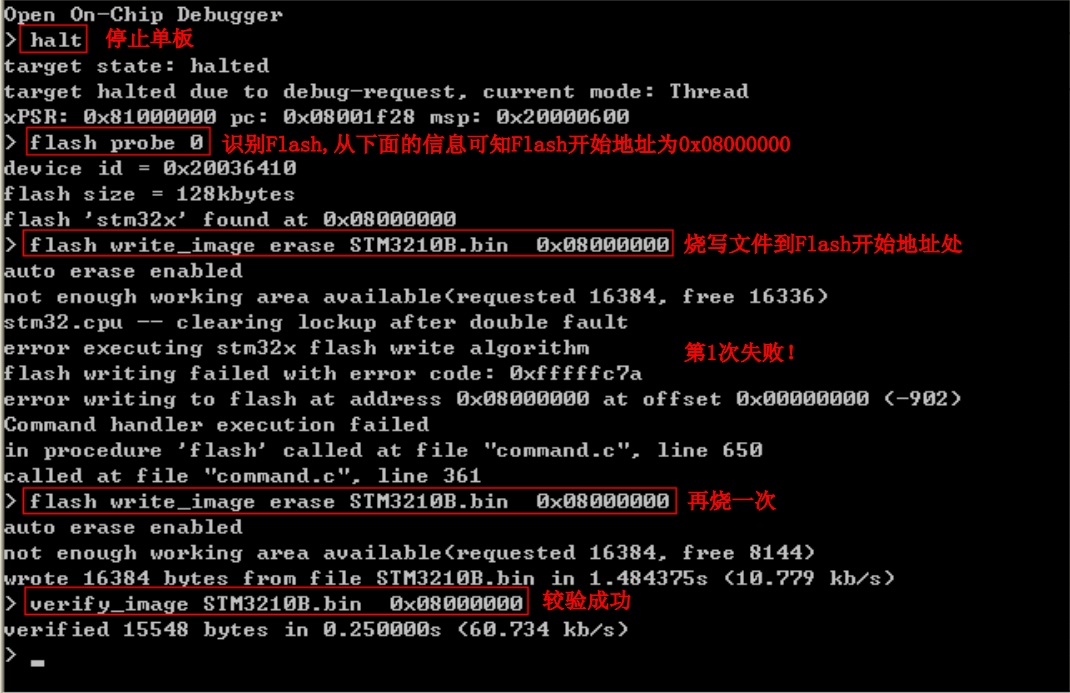 Open On-Chip Debugger
> halt 停止单板
target state: halted
target halted due to debug-request, current mode: Thread
xPSR: 0x81000000 pc: 0x08001f28 msp: 0x20000600
> flash probe 0 识别Flash,从下面的信息可知Flash开始地址为0x08000000
device id = 0x20036410
flash size = 128kbytes
flash 'stm32x' found at 0x08000000
> flash write_image erase STM3210B.bin  0x08000000 烧写文件到Flash开始地址处
auto erase enabled
not enough working area available(requested 16384, free 16336)
stm32.cpu -- clearing lockup after double fault
error executing stm32x flash write algorithm 第1次失败!
flash writing failed with error code: 0xfffffc7a
error writing to flash at address 0x08000000 at offset 0x00000000 (-902)
Command handler execution failed
in procedure 'flash' called at file "command.c", line 650
called at file "command.c", line 361
> flash write_image erase STM3210B.bin  0x08000000 再烧一次
auto erase enabled
not enough working area available(requested 16384, free 8144)
wrote 16384 bytes from file STM3210B.bin in 1.484375s (10.779 kb/s)
> verify_image STM3210B.bin  0x08000000 较验成功
verified 15548 bytes in 0.250000s (60.734 kb/s)
> _